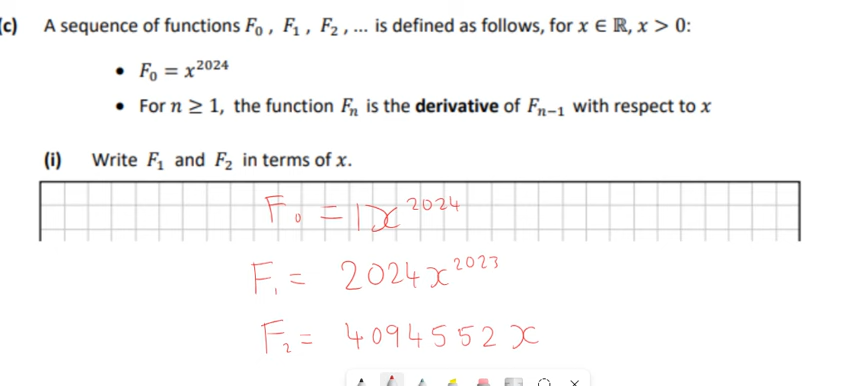 (c) A sequence of functions F₀ , F₁ , F₂ , … is defined as follows, for x ∈ ℝ, x > 0:
• F₀ = x²⁰²⁴
• For n ≥ 1, the function Fₙ is the derivative of Fₙ₋₁ with respect to x
(i) Write F₁ and F₂ in terms of x.
F₀ = 1x²⁰²⁴
F₁ = 2024x²⁰²³
F₂ = 4094552x